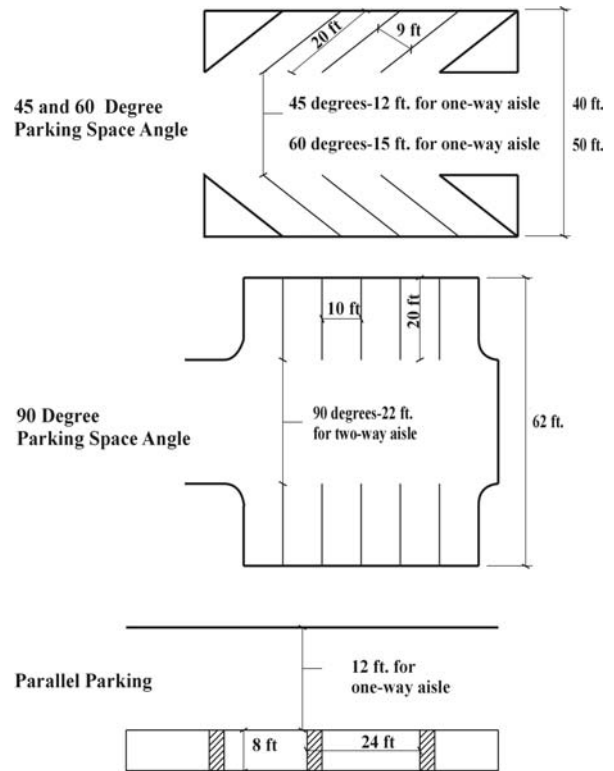 20 ft
9 ft
45 and 60 Degree
Parking Space Angle
45 degrees-12 ft. for one-way aisle
60 degrees-15 ft. for one-way aisle
40 ft.
50 ft.
10 ft
20 ft
90 Degree
Parking Space Angle
90 degrees-22 ft.
for two-way aisle
62 ft.
Parallel Parking
12 ft. for
one-way aisle
8 ft
24 ft